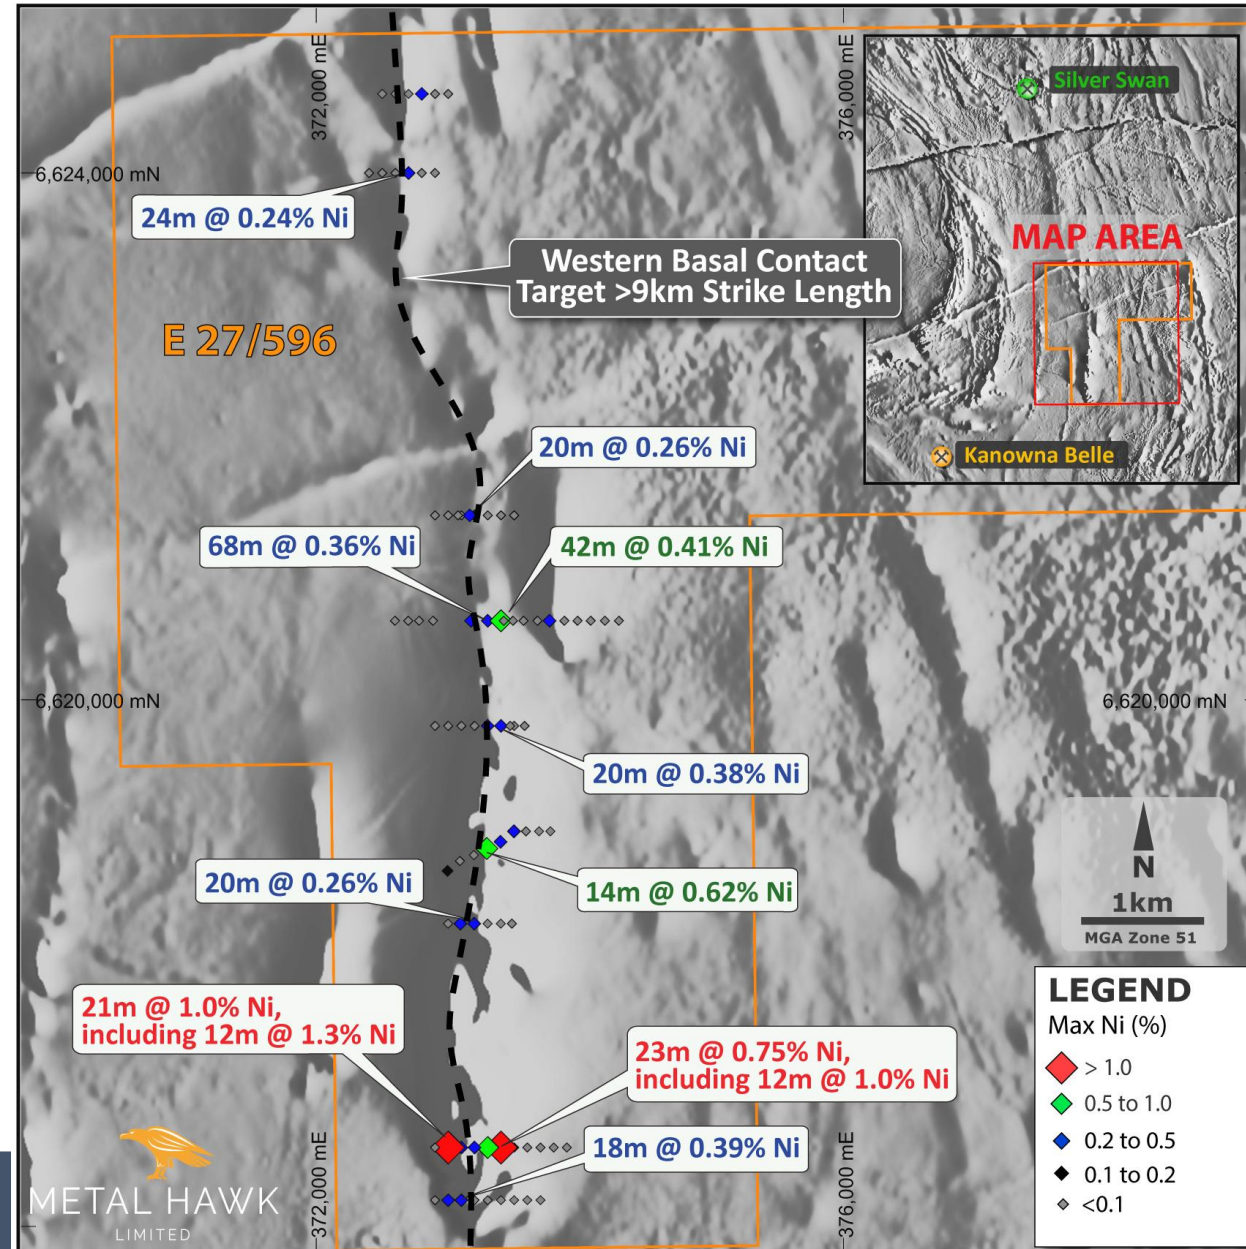 372,000 mE
376,000 mE
Silver Swan
6,624,000 mN
24m @ 0.24% Ni
Western Basal Contact
Target >9km Strike Length
MAP AREA
E 27/596
20m @ 0.26% Ni
Kanowna Belle
68m @ 0.36% Ni
42m @ 0.41% Ni
6,620,000 mN
6,620,000 mN
20m @ 0.38% Ni
20m @ 0.26% Ni
14m @ 0.62% Ni
N
1km
MGA Zone 51
21m @ 1.0% Ni,
including 12m @ 1.3% Ni
23m @ 0.75% Ni,
including 12m @ 1.0% Ni
18m @ 0.39% Ni
372,000 mE
376,000 mE
METAL HAWK
LIMITED
LEGEND
Max Ni (%)
> 1.0
0.5 to 1.0
0.2 to 0.5
0.1 to 0.2
<0.1